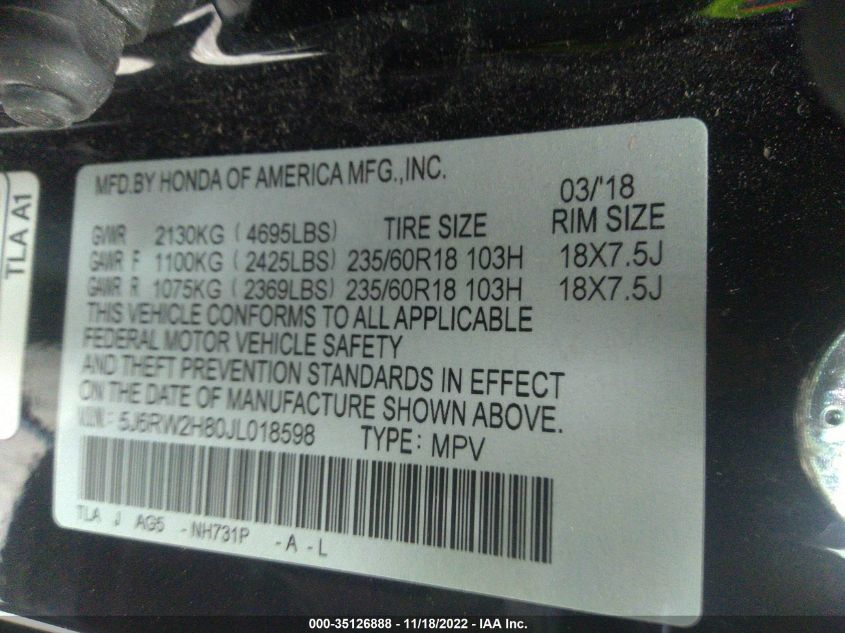 TLA A1
MFD.BY HONDA OF AMERICA MFG.,INC. 03/'18
GVWR 2130KG ( 4695LBS) TIRE SIZE RIM SIZE
GAWR F 1100KG ( 2425LBS) 235/60R18 103H 18X7.5J
GAWR R 1075KG ( 2369LBS) 235/60R18 103H 18X7.5J
THIS VEHICLE CONFORMS TO ALL APPLICABLE
FEDERAL MOTOR VEHICLE SAFETY
AND THEFT PREVENTION STANDARDS IN EFFECT
ON THE DATE OF MANUFACTURE SHOWN ABOVE.
V.I.N: 5J6RW2H80JL018598 TYPE: MPV
TLA J AG5 -NH731P -A-L
000-35126888 - 11/18/2022 - IAA Inc.